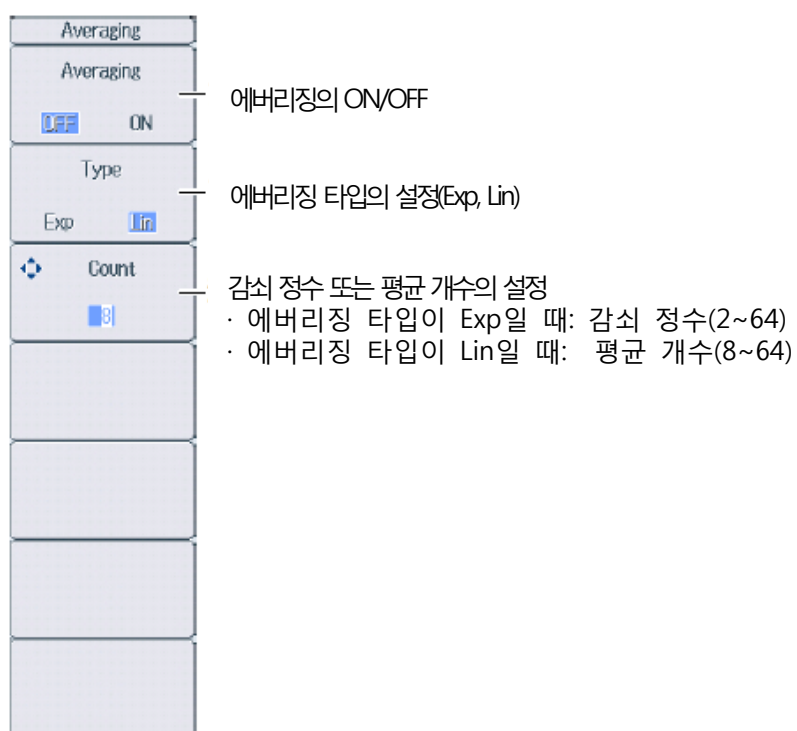 Averaging
Averaging
OFF ON
에버리징의 ON/OFF
Type
Exp Lin
에버리징 타입의 설정(Exp, Lin)
Count
8
감쇠 정수 또는 평균 개수의 설정
· 에버리징 타입이 Exp일 때: 감쇠 정수(2~64)
· 에버리징 타입이 Lin일 때: 평균 개수(8~64)